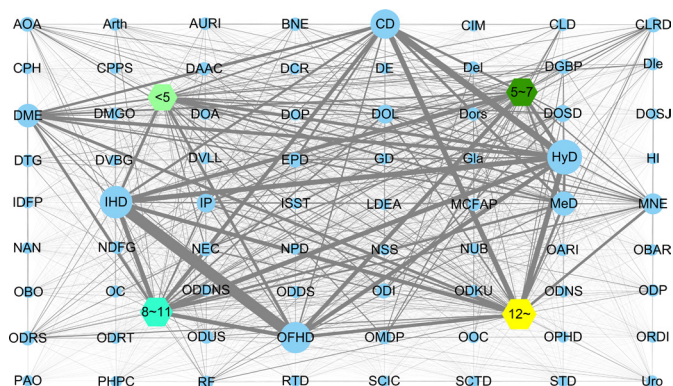 AOA Arth AURI BNE CD CIM CLD CLRD
CPH CPPS DAAC DCR DE Del DGBP Dle
<5 5~7
DME DMGO DOA DOP DOL Dors DOSD DOSJ
DTG DVBG DVLL EPD GD Gla HyD HI
IDFP IHD IP ISST LDEA MCFAP MeD MNE
NAN NDFG NEC NPD NSS NUB OARI OBAR
OBO OC ODDNS ODDS ODI ODKU ODNS ODP
8~11 12~
ODRS ODRT ODUS OFHD OMDP OOC OPHD ORDI
PAO PHPC RF RTD SCIC SCTD STD Uro